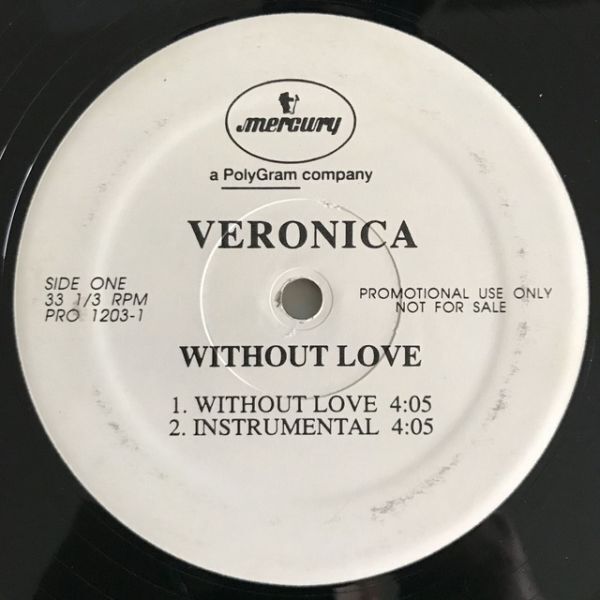 mercury
a PolyGram company
VERONICA
SIDE ONE
33 1/3 RPM
PRO 1203-1
PROMOTIONAL USE ONLY
NOT FOR SALE
WITHOUT LOVE
1. WITHOUT LOVE 4:05
2. INSTRUMENTAL 4:05